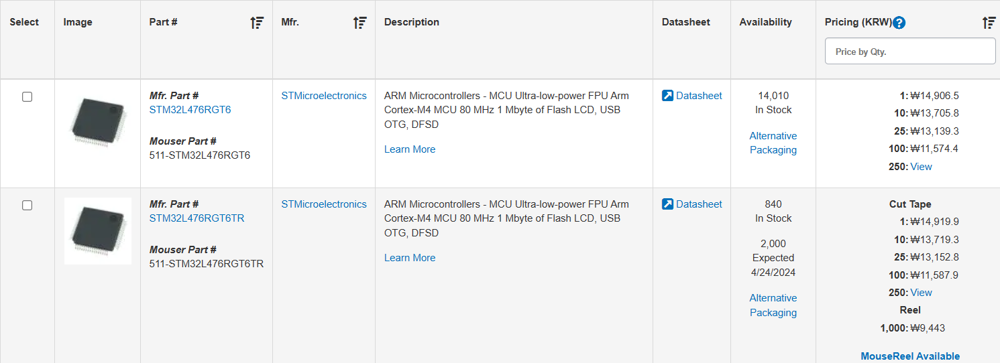 Select
Image
Part #
Mfr.
Description
Datasheet
Availability
Pricing (KRW)
Price by Qty.
Mfr. Part #
STM32L476RGT6
Mouser Part #
511-STM32L476RGT6
STMicroelectronics
ARM Microcontrollers - MCU Ultra-low-power FPU Arm
Cortex-M4 MCU 80 MHz 1 Mbyte of Flash LCD, USB
OTG, DFSD
Learn More
Datasheet
14,010
In Stock
Alternative
Packaging
1: ₩14,906.5
10: ₩13,705.8
25: ₩13,139.3
100: ₩11,574.4
250: View
Mfr. Part #
STM32L476RGT6TR
Mouser Part #
511-STM32L476RGT6TR
STMicroelectronics
ARM Microcontrollers - MCU Ultra-low-power FPU Arm
Cortex-M4 MCU 80 MHz 1 Mbyte of Flash LCD, USB
OTG, DFSD
Learn More
Datasheet
840
In Stock
2,000
Expected
4/24/2024
Alternative
Packaging
Cut Tape
1: ₩14,919.9
10: ₩13,719.3
25: ₩13,152.8
100: ₩11,587.9
250: View
Reel
1,000: ₩9,443
MouseReel Available